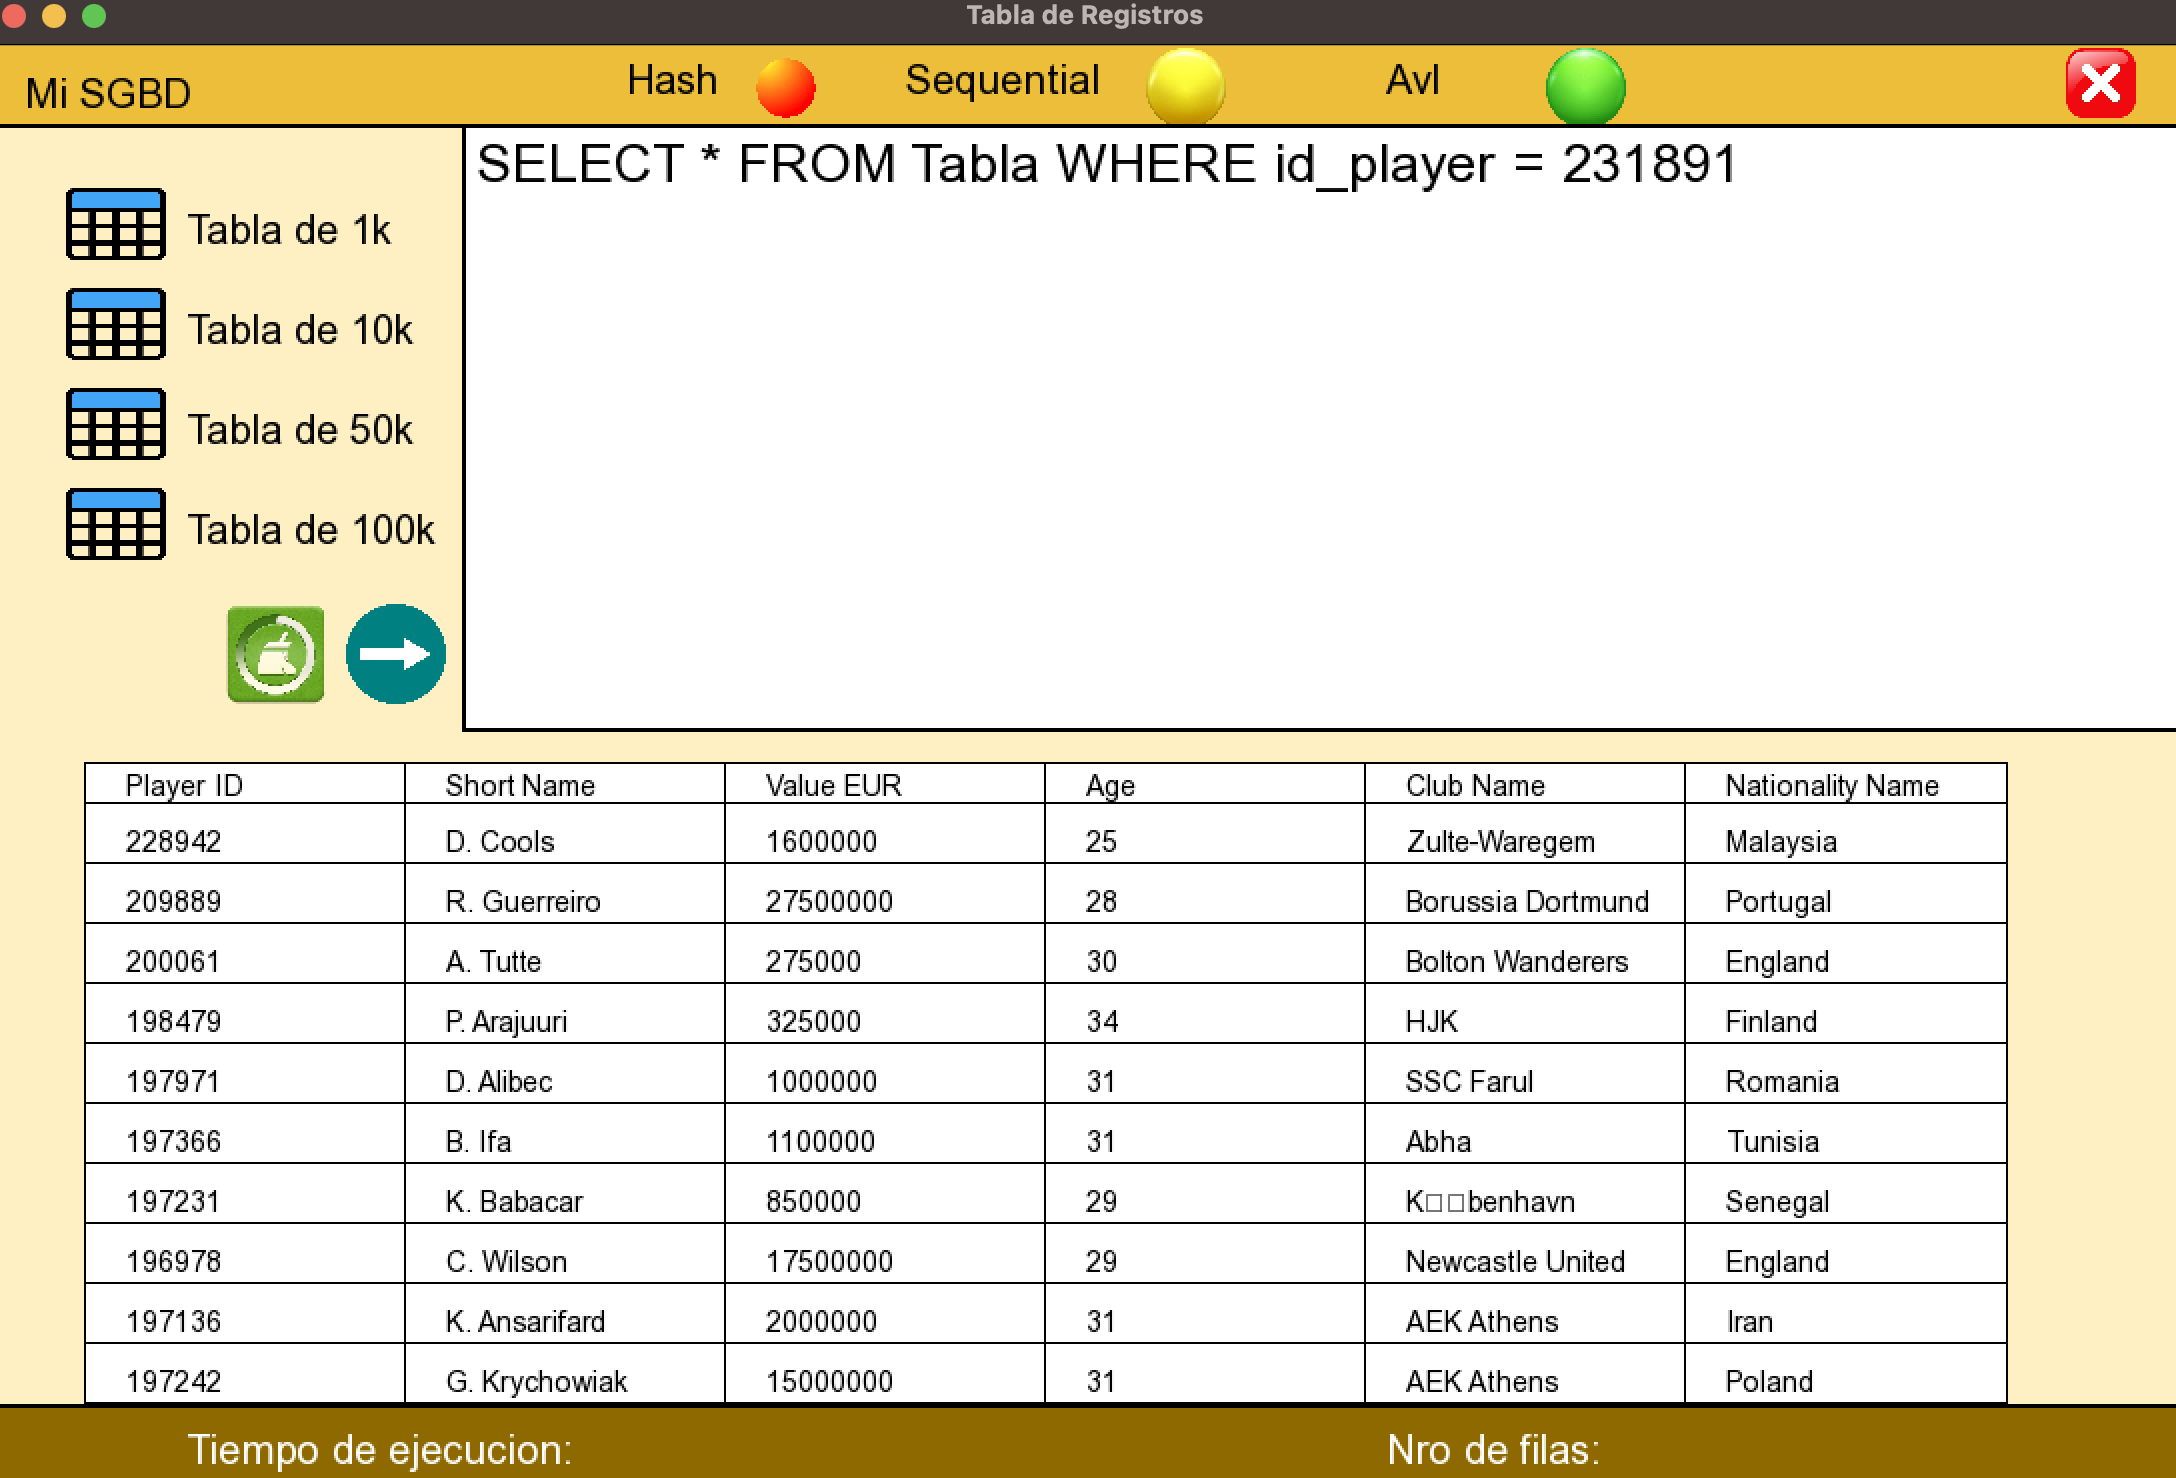 Tabla de Registros
Mi SGBD Hash Sequential Avl
SELECT * FROM Tabla WHERE id_player = 231891
Tabla de 1k
Tabla de 10k
Tabla de 50k
Tabla de 100k
Player ID Short Name Value EUR Age Club Name Nationality Name
228942 D. Cools 1600000 25 Zulte-Waregem Malaysia
209889 R. Guerreiro 27500000 28 Borussia Dortmund Portugal
200061 A. Tutte 275000 30 Bolton Wanderers England
198479 P. Arajuuri 325000 34 HJK Finland
197971 D. Alibec 1000000 31 SSC Farul Romania
197366 B. Ifa 1100000 31 Abha Tunisia
197231 K. Babacar 850000 29 K□□benhavn Senegal
196978 C. Wilson 17500000 29 Newcastle United England
197136 K. Ansarifard 2000000 31 AEK Athens Iran
197242 G. Krychowiak 15000000 31 AEK Athens Poland
Tiempo de ejecucion: Nro de filas: